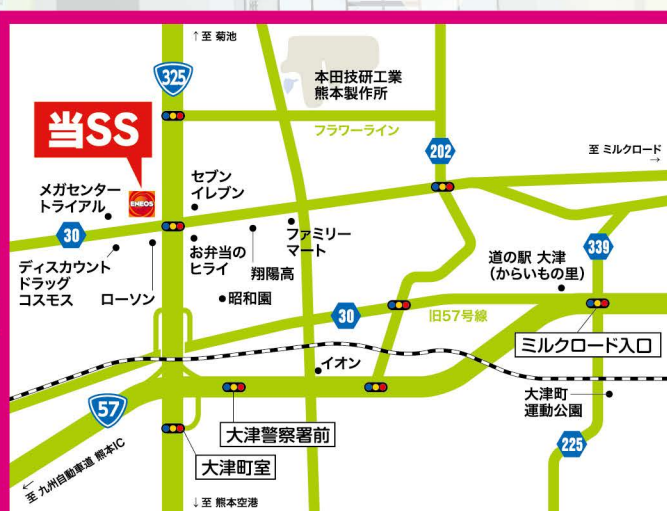 ↑至 菊池
325
本田技研工業
熊本製作所
当SS
フラワーライン
202
至 ミルクロード
→
セブン
イレブン
メガセンター
トライアル
ENEOS
30
ファミリー
マート
お弁当の
ヒライ
翔陽高
339
道の駅 大津
(からいもの里)
ディスカウント
ドラッグ
コスモス
ローソン
昭和園
30
旧57号線
ミルクロード入口
イオン
57
大津警察署前
大津町
運動公園
大津町室
225
←
至 九州自動車道 熊本IC
↓至 熊本空港